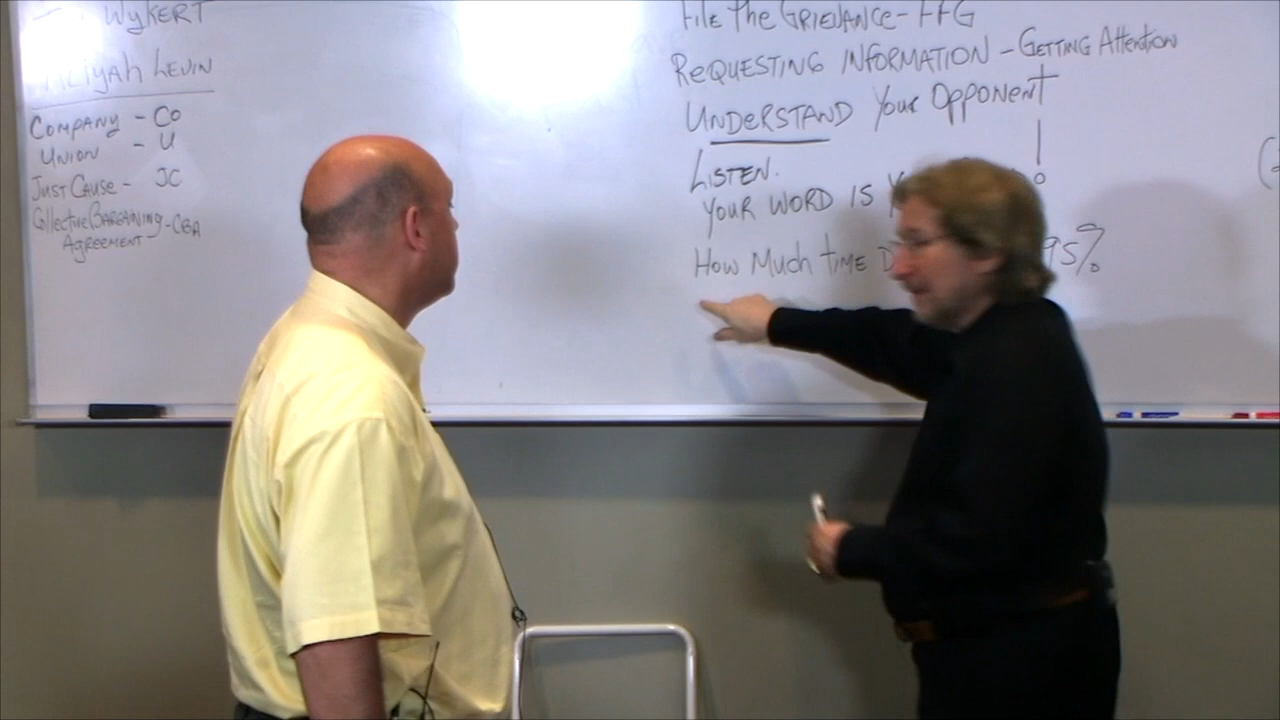 WYKERT
Aliyah LEVIN
COMPANY - CO
UNION - U
JUST CAUSE - JC
Collective BARGAINING - CBA
AGREEMENT
File The GRIEVANCE - FFG
REQUESTING INFORMATION - GETTING Attention
UNDERSTAND Your Opponent
!
LISTEN.
YOUR WORD IS
How Much time 95%